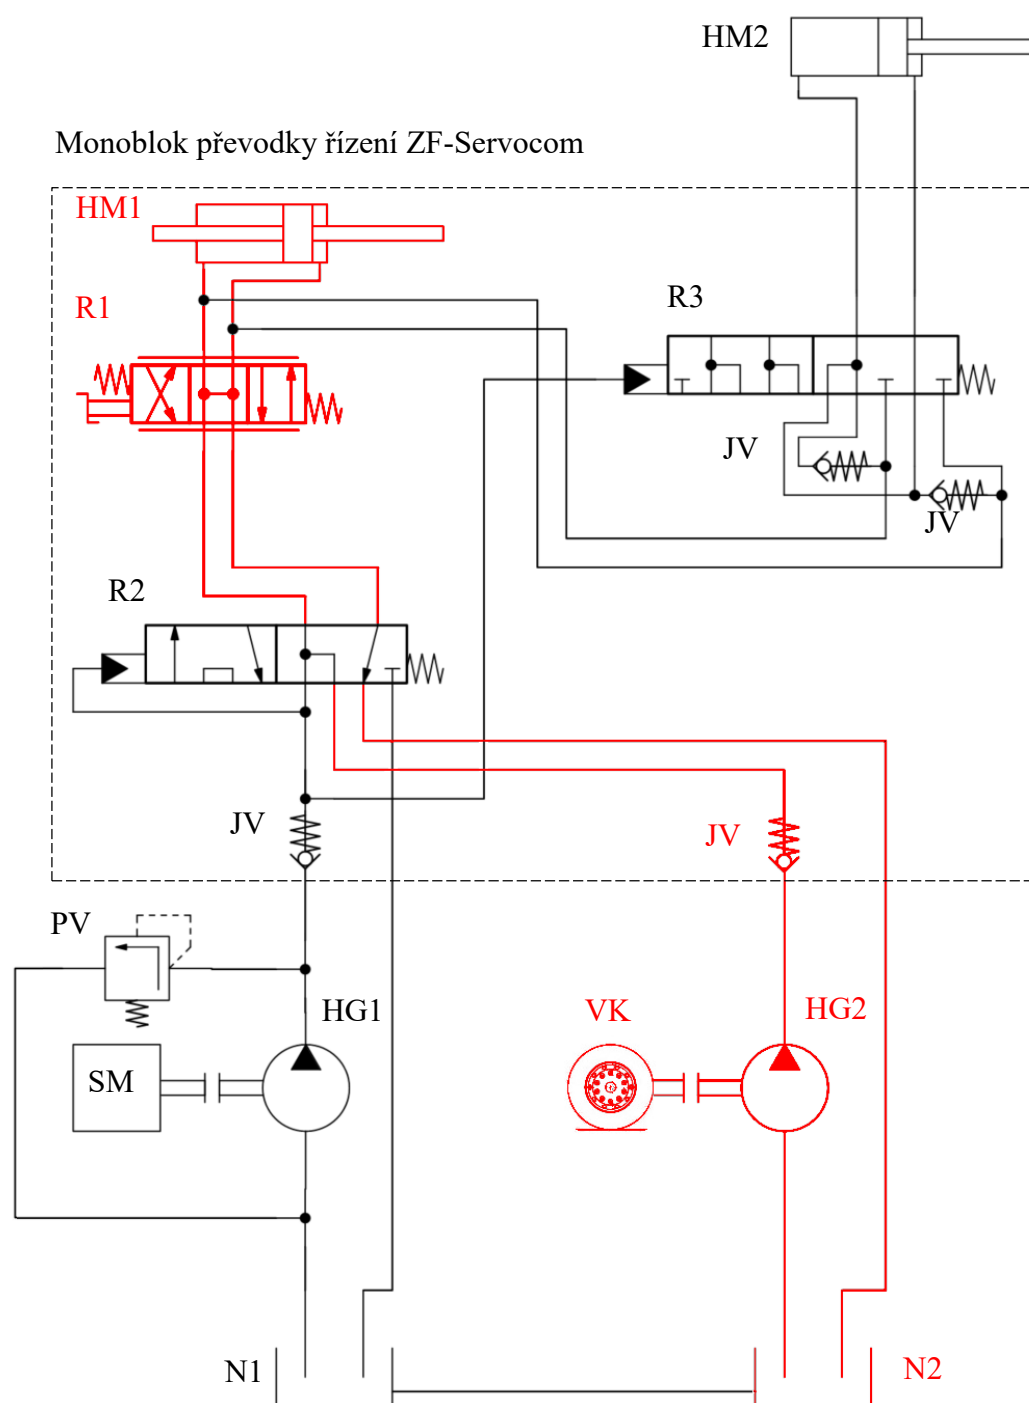 HM2
Monoblok převodky řízení ZF-Servocom
HM1
R1
R3
JV
JV
R2
JV
JV
PV
HG1
VK
HG2
SM
N1
N2